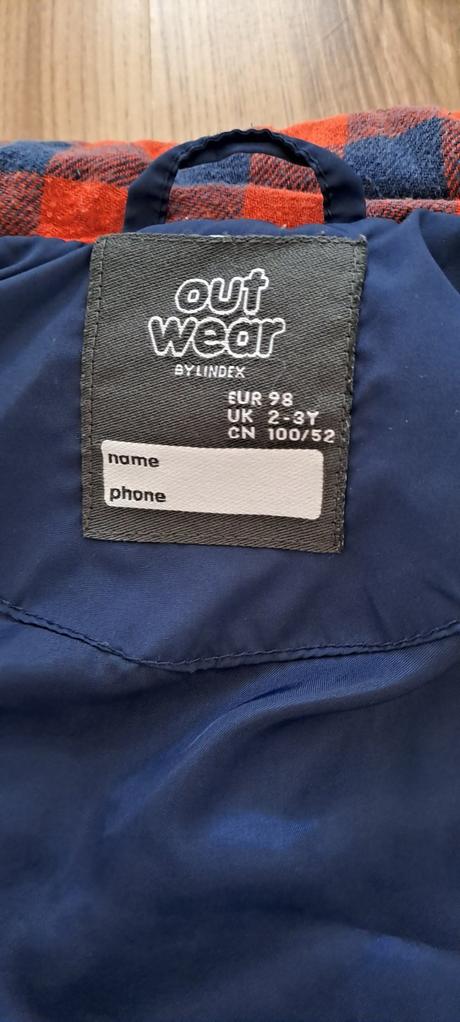 out
wear
BY LINDEX
EUR 98
UK 2-3Y
CN 100/52
name
phone